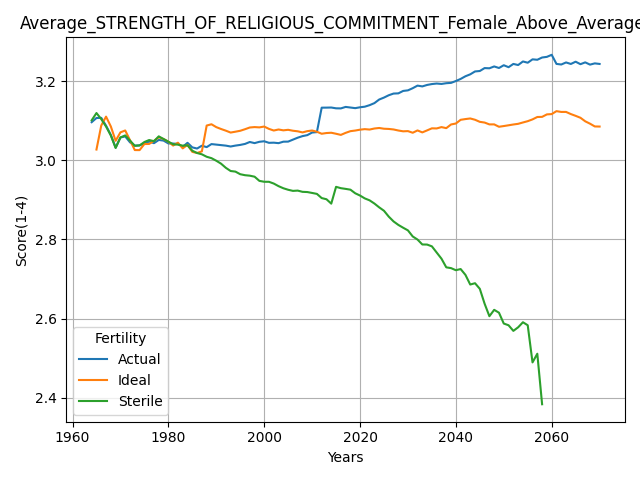 Average_STRENGTH_OF_RELIGIOUS_COMMITMENT_Female_Above_Average
Score(1-4)
3.2
3.0
2.8
2.6
2.4
Fertility
Actual
Ideal
Sterile
1960 1980 2000 2020 2040 2060
Years